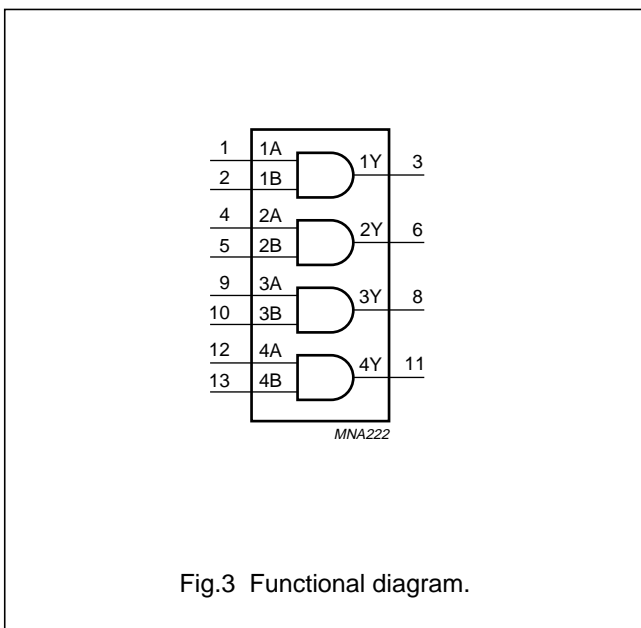 1 1A 1Y 3
2 1B
4 2A 2Y 6
5 2B
9 3A 3Y 8
10 3B
12 4A 4Y 11
13 4B
MNA222
Fig.3 Functional diagram.